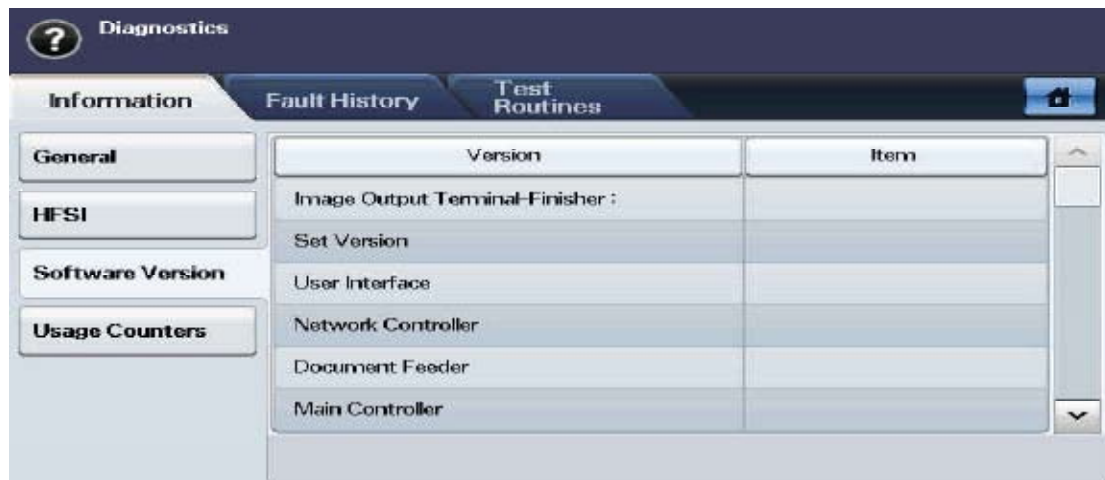 ?
Diagnostics
Information
Fault History
Test
Routines
General
HFSI
Software Version
Usage Counters
Version
Item
Image Output Terminal-Finisher :
Set Version
User Interface
Network Controller
Document Feeder
Main Controller